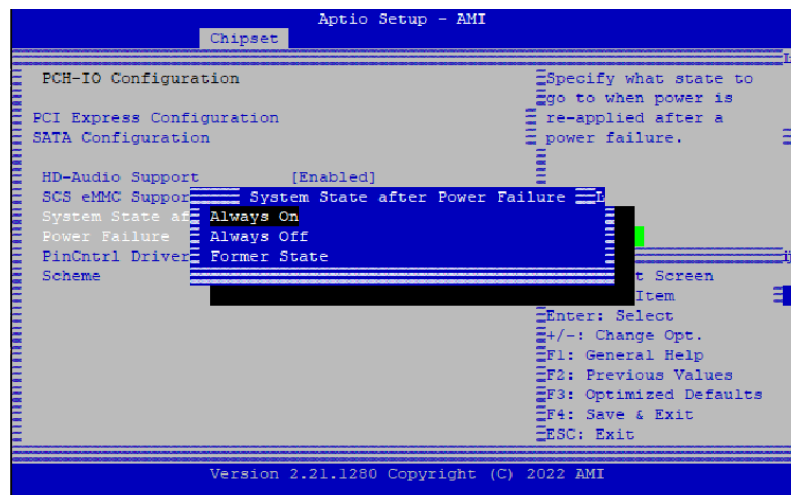 Aptio Setup - AMI
Chipset
PCH-IO Configuration
Specify what state to
go to when power is
PCI Express Configuration
re-applied after a
SATA Configuration
power failure.
HD-Audio Support [Enabled]
SCS eMMC Suppor
System State after Power Failure
System State af
Always On
Power Failure
Always Off
PinCntrl Driver
Former State
Scheme
t Screen
Item
Enter: Select
+/-: Change Opt.
F1: General Help
F2: Previous Values
F3: Optimized Defaults
F4: Save & Exit
ESC: Exit
Version 2.21.1280 Copyright (C) 2022 AMI